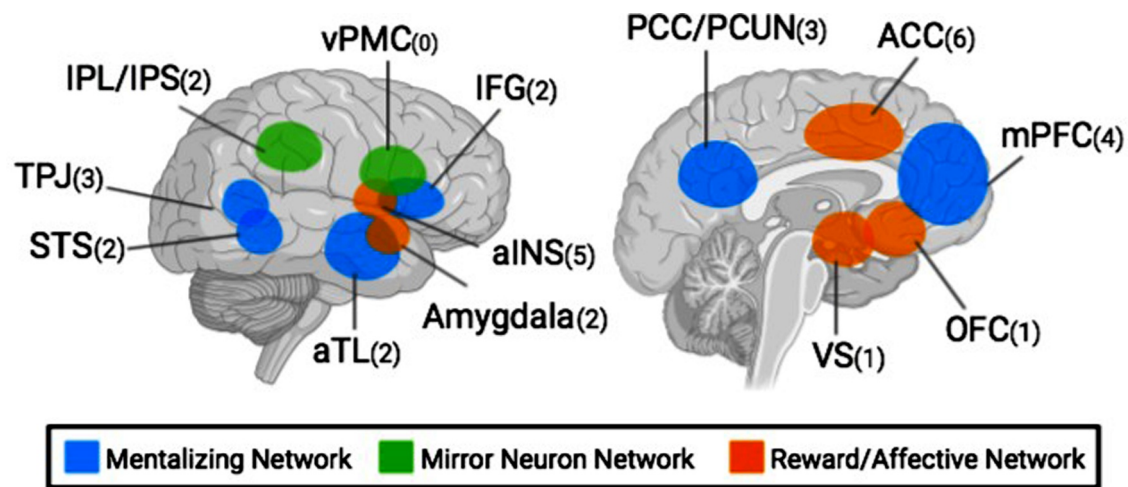 vPMC(0)
IPL/IPS(2)
IFG(2)
TPJ(3)
STS(2)
aINS(5)
Amygdala(2)
aTL(2)
PCC/PCUN(3)
ACC(6)
mPFC(4)
OFC(1)
VS(1)
Mentalizing Network Mirror Neuron Network Reward/Affective Network